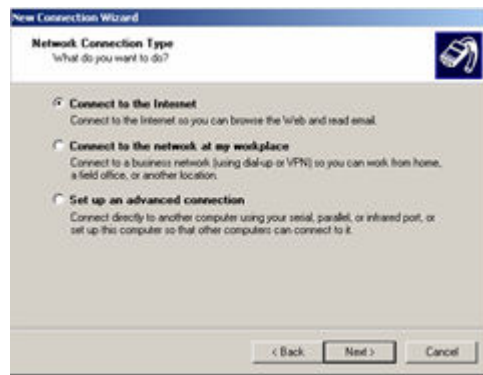 New Connection Wizard
Network Connection Type
What do you want to do?
Connect to the Internet
Connect to the Internet so you can browse the Web and read email.
Connect to the network at my workplace
Connect to a business network (using dial-up or VPN) so you can work from home,
a field office, or another location.
Set up an advanced connection
Connect directly to another computer using your serial, parallel, or infrared port, or
set up this computer so that other computers can connect to it.
< Back Next > Cancel